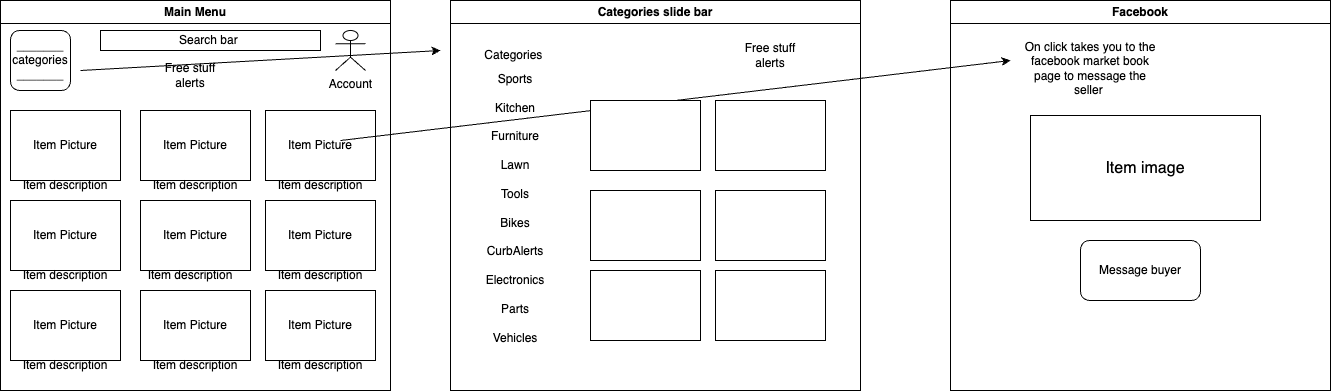 Main Menu
categories
Search bar
Free stuff
alerts
Account
Item Picture
Item Picture
Item Picture
Item description
Item description
Item description
Item Picture
Item Picture
Item Picture
Item description
Item description
Item description
Item Picture
Item Picture
Item Picture
Item description
Item description
Item description
Categories slide bar
Categories
Sports
Kitchen
Furniture
Lawn
Tools
Bikes
CurbAlerts
Electronics
Parts
Vehicles
Free stuff
alerts
Facebook
On click takes you to the
facebook market book
page to message the
seller
Item image
Message buyer